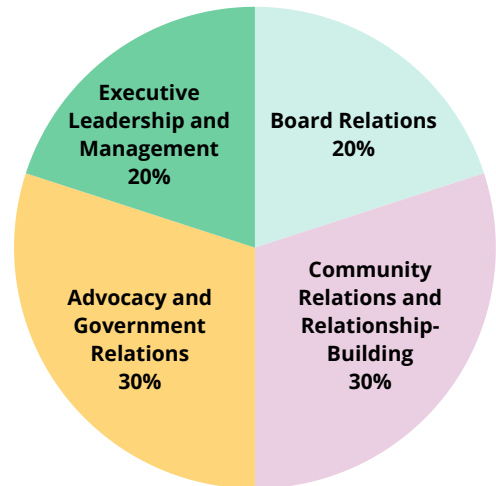 Executive
Leadership and
Management
20%
Board Relations
20%
Advocacy and
Government
Relations
30%
Community
Relations and
Relationship-
Building
30%